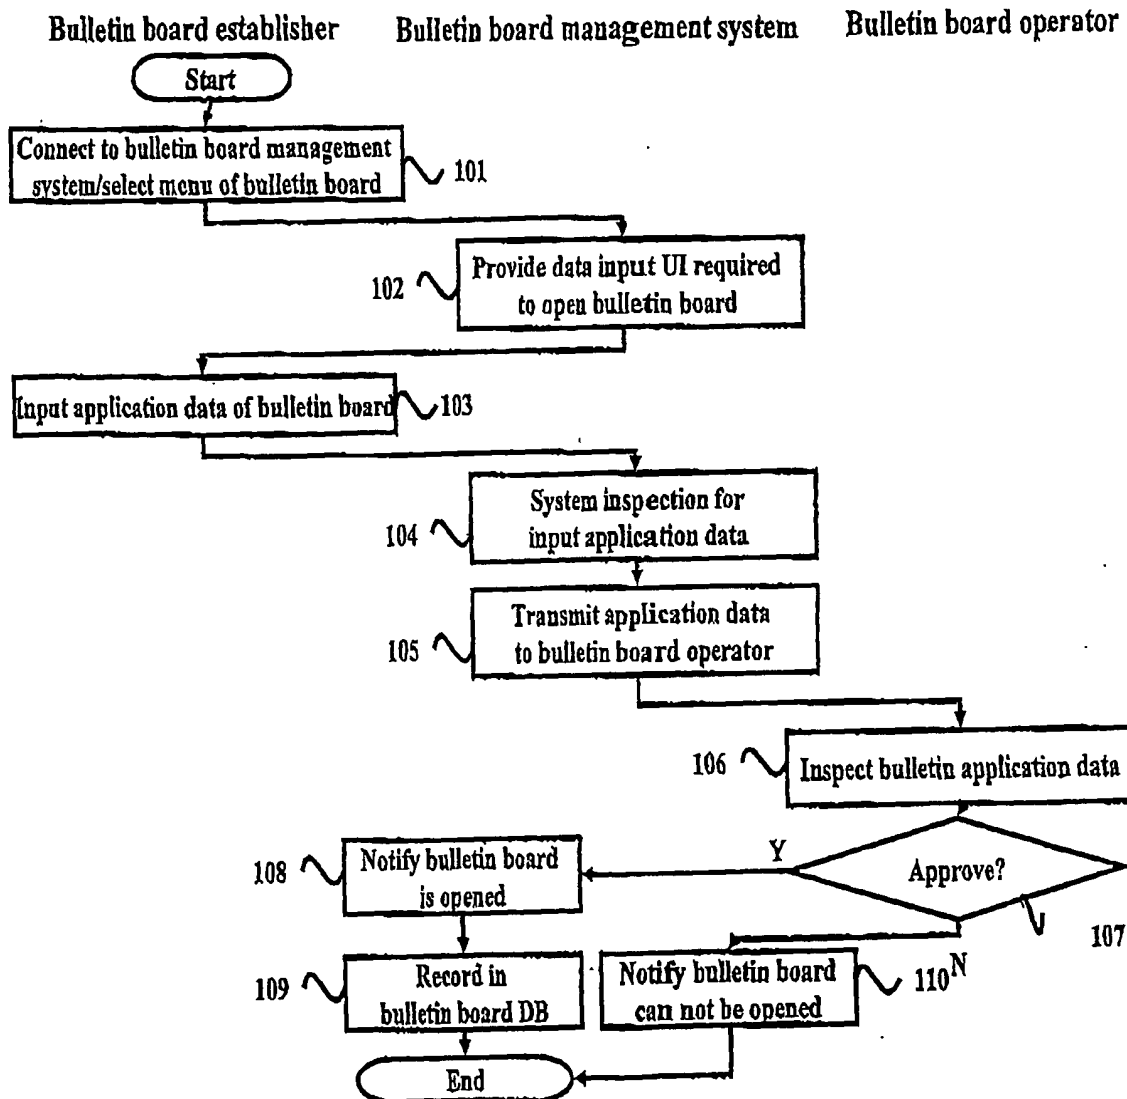 Bulletin board establisher
Bulletin board management system
Bulletin board operator
Start
Connect to bulletin board management
system/select menu of bulletin board
101
102
Provide data input UI required
to open bulletin board
Input application data of bulletin board
103
104
System inspection for
input application data
105
Transmit application data
to bulletin board operator
106
Inspect bulletin application data
108
Notify bulletin board
is opened
Y
Approve?
107
109
Record in
bulletin board DB
Notify bulletin board
can not be opened
110
N
End